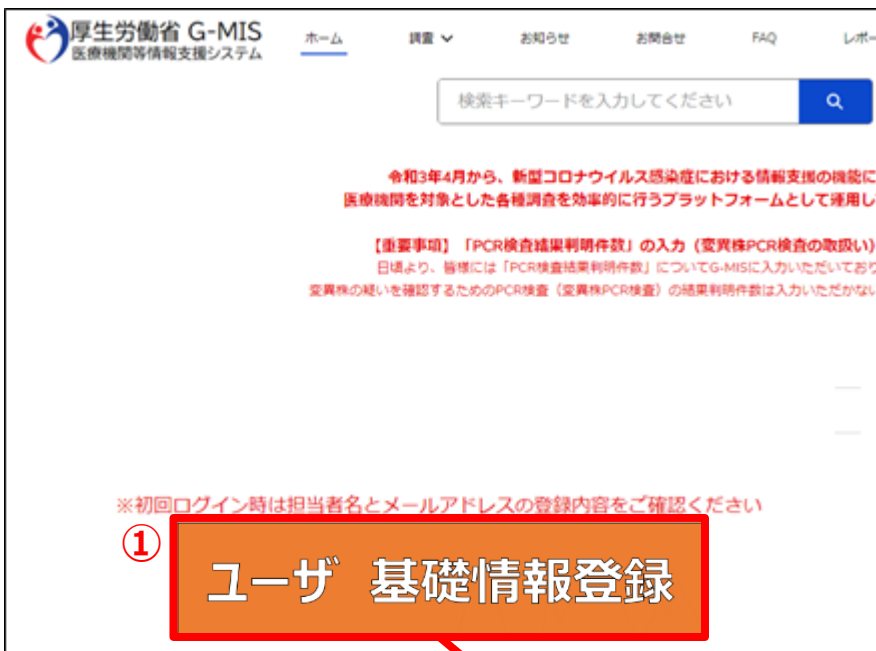 厚生労働省 G-MIS
医療機関等情報支援システム
ホーム
調査
お知らせ
お問合せ
FAQ
レポー
検索キーワードを入力してください
令和3年4月から、新型コロナウイルス感染症における情報支援の機能に
医療機関を対象とした各種調査を効率的に行うプラットフォームとして運用し
【重要事項】「PCR検査結果判明件数」の入力（変異株PCR検査の取扱い）
日頃より、皆様には「PCR検査結果判明件数」についてG-MISに入力いただいており
変異株の疑いを確認するためのPCR検査（変異株PCR検査）の結果判明件数は入力いただかない
※初回ログイン時は担当者名とメールアドレスの登録内容をご確認ください
①
ユーザ 基礎情報登録